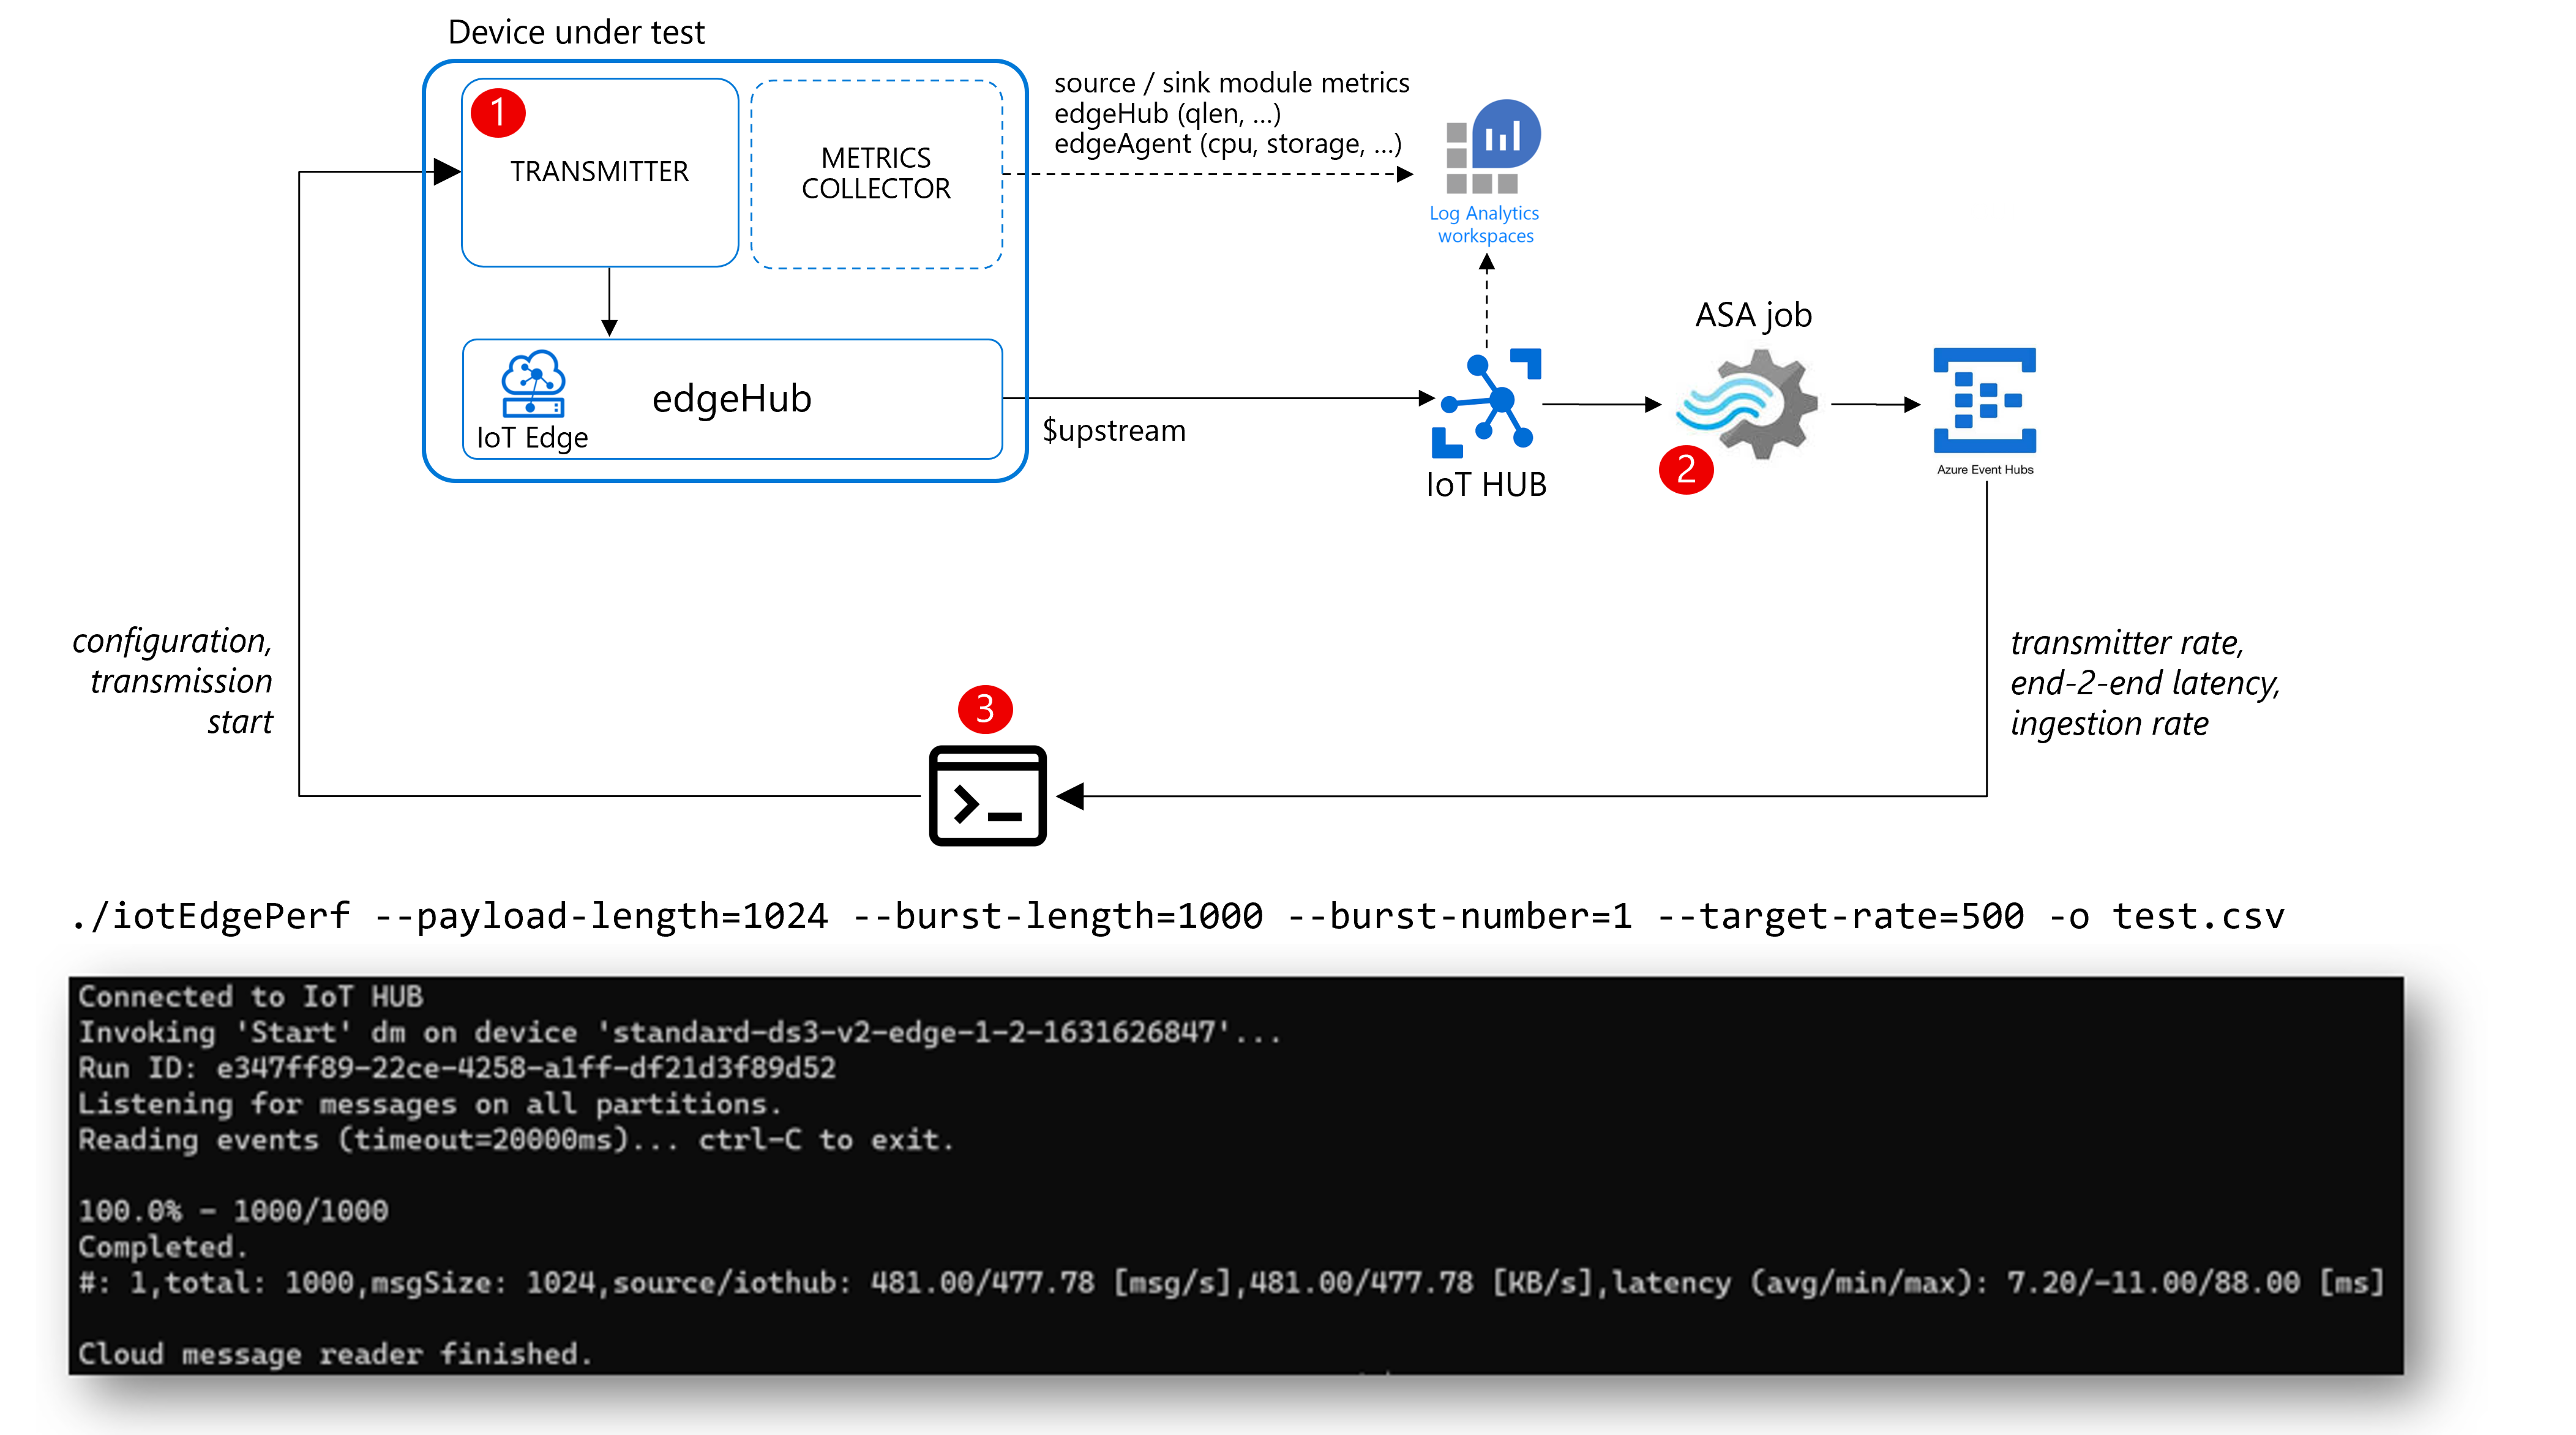 Device under test
1
TRANSMITTER
METRICS
COLLECTOR
source / sink module metrics
edgeHub (qlen, ...)
edgeAgent (cpu, storage, ...)
Log Analytics
workspaces
IoT Edge
edgeHub
$upstream
IoT HUB
ASA job
2
Azure Event Hubs
configuration,
transmission
start
3
transmitter rate,
end-2-end latency,
ingestion rate
./iotEdgePerf --payload-length=1024 --burst-length=1000 --burst-number=1 --target-rate=500 -o test.csv
Connected to IoT HUB
Invoking 'Start' dm on device 'standard-ds3-v2-edge-1-2-1631626847'...
Run ID: e347ff89-22ce-4258-a1ff-df21d3f89d52
Listening for messages on all partitions.
Reading events (timeout=20000ms)... ctrl-C to exit.
100.0% - 1000/1000
Completed.
#: 1,total: 1000,msgSize: 1024,source/iothub: 481.00/477.78 [msg/s],481.00/477.78 [KB/s],latency (avg/min/max): 7.20/-11.00/88.00 [ms]
Cloud message reader finished.